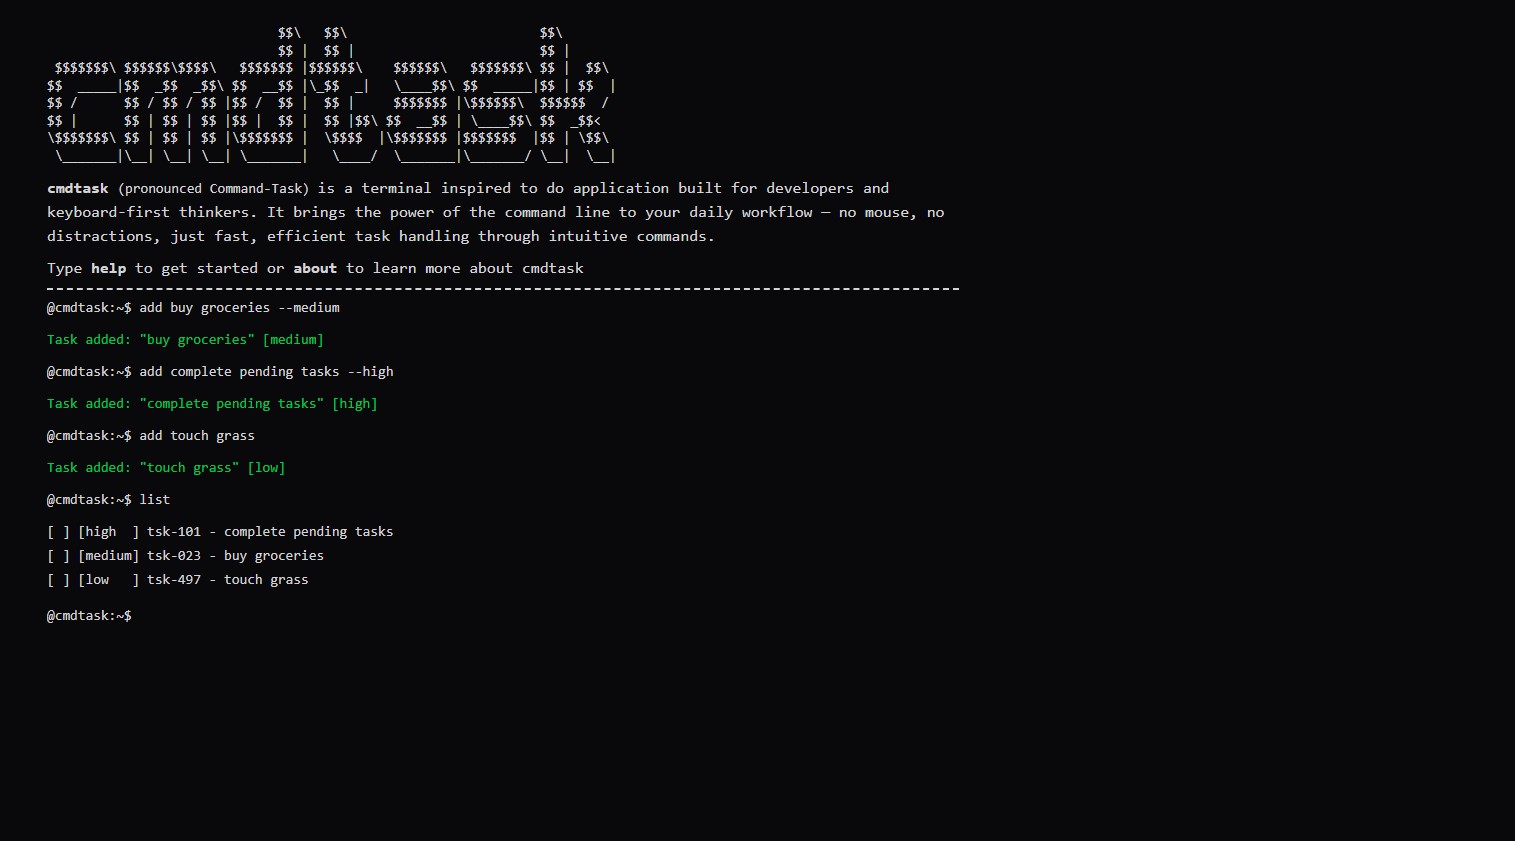 $$\   $$\                         $$\
                              $$ |  $$ |                        $$ |
 $$$$$$$\ $$$$$$\$$$$\   $$$$$$$ |$$$$$$\    $$$$$$\   $$$$$$$\ $$ |  $$\
$$  _____|$$  _$$  _$$\ $$  __$$ |\_$$  _|   \____$$\ $$  _____|$$ | $$  |
$$ /      $$ / $$ / $$ |$$ /  $$ |  $$ |     $$$$$$$ |\$$$$$$\  $$$$$$  /
$$ |      $$ | $$ | $$ |$$ |  $$ |  $$ |$$\ $$  __$$ | \____$$\ $$  _$$<
\$$$$$$$\ $$ | $$ | $$ |\$$$$$$$ |  \$$$$  |\$$$$$$$ |$$$$$$$  |$$ | \$$\
 \_______|\__| \__| \__| \_______|   \____/  \_______|\_______/ \__|  \__|
cmdtask (pronounced Command-Task) is a terminal inspired to do application built for developers and
keyboard-first thinkers. It brings the power of the command line to your daily workflow — no mouse, no
distractions, just fast, efficient task handling through intuitive commands.
Type help to get started or about to learn more about cmdtask
@cmdtask:~$ add buy groceries --medium
Task added: "buy groceries" [medium]
@cmdtask:~$ add complete pending tasks --high
Task added: "complete pending tasks" [high]
@cmdtask:~$ add touch grass
Task added: "touch grass" [low]
@cmdtask:~$ list
[ ] [high  ] tsk-101 - complete pending tasks
[ ] [medium] tsk-023 - buy groceries
[ ] [low   ] tsk-497 - touch grass
@cmdtask:~$